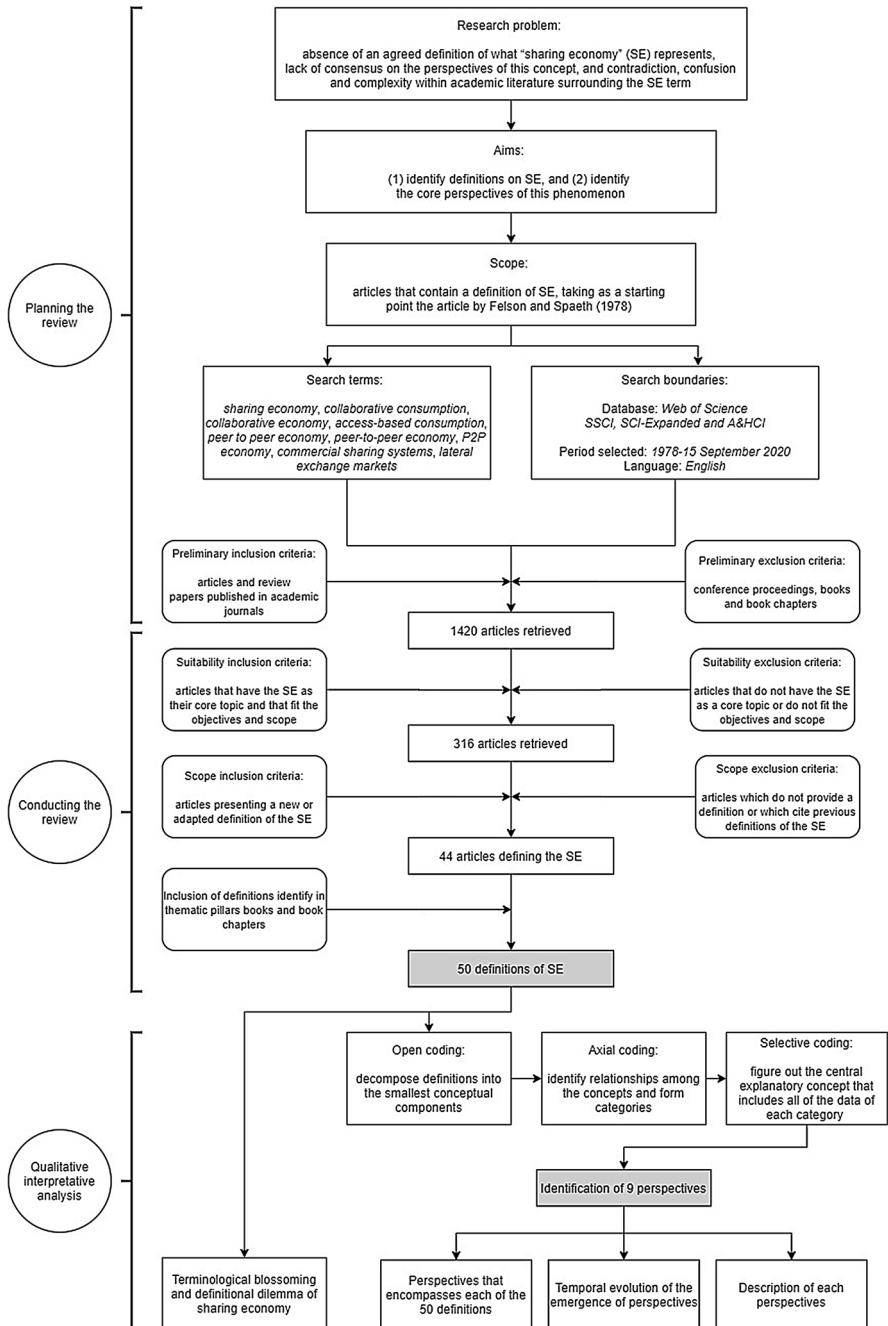 Research problem:
absence of an agreed definition of what “sharing economy” (SE) represents,
lack of consensus on the perspectives of this concept, and contradiction, confusion
and complexity within academic literature surrounding the SE term
Aims:
(1) identify definitions on SE, and (2) identify
the core perspectives of this phenomenon
Scope:
articles that contain a definition of SE, taking as a starting
point the article by Felson and Spaeth (1978)
Planning the
review
Search terms:
sharing economy, collaborative consumption,
collaborative economy, access-based consumption,
peer to peer economy, peer-to-peer economy, P2P
economy, commercial sharing systems, lateral
exchange markets
Search boundaries:
Database: Web of Science
SSCI, SCI-Expanded and A&HCI
Period selected: 1978-15 September 2020
Language: English
Preliminary inclusion criteria:
articles and review
papers published in academic
journals
Preliminary exclusion criteria:
conference proceedings, books
and book chapters
1420 articles retrieved
Suitability inclusion criteria:
articles that have the SE as
their core topic and that fit the
objectives and scope
Suitability exclusion criteria:
articles that do not have the SE
as a core topic or do not fit the
objectives and scope
316 articles retrieved
Conducting the
review
Scope inclusion criteria:
articles presenting a new or
adapted definition of the SE
Scope exclusion criteria:
articles which do not provide a
definition or which cite previous
definitions of the SE
44 articles defining the SE
Inclusion of definitions identify in
thematic pillars books and book
chapters
50 definitions of SE
Open coding:
decompose definitions into
the smallest conceptual
components
Axial coding:
identify relationships among
the concepts and form
categories
Selective coding:
figure out the central
explanatory concept that
includes all of the data of
each category
Qualitative
interpretative
analysis
Identification of 9 perspectives
Terminological blossoming
and definitional dilemma of
sharing economy
Perspectives that
encompasses each of the
50 definitions
Temporal evolution of the
emergence of perspectives
Description of each
perspectives